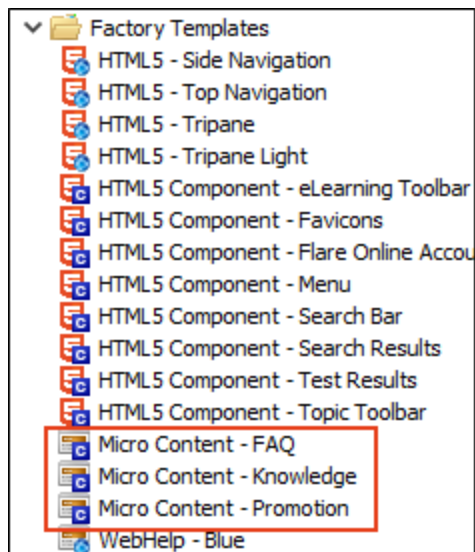 Factory Templates
HTML5 - Side Navigation
HTML5 - Top Navigation
HTML5 - Tripane
HTML5 - Tripane Light
HTML5 Component - eLearning Toolbar
HTML5 Component - Favicons
HTML5 Component - Flare Online Accou
HTML5 Component - Menu
HTML5 Component - Search Bar
HTML5 Component - Search Results
HTML5 Component - Test Results
HTML5 Component - Topic Toolbar
Micro Content - FAQ
Micro Content - Knowledge
Micro Content - Promotion
WebHelp - Blue